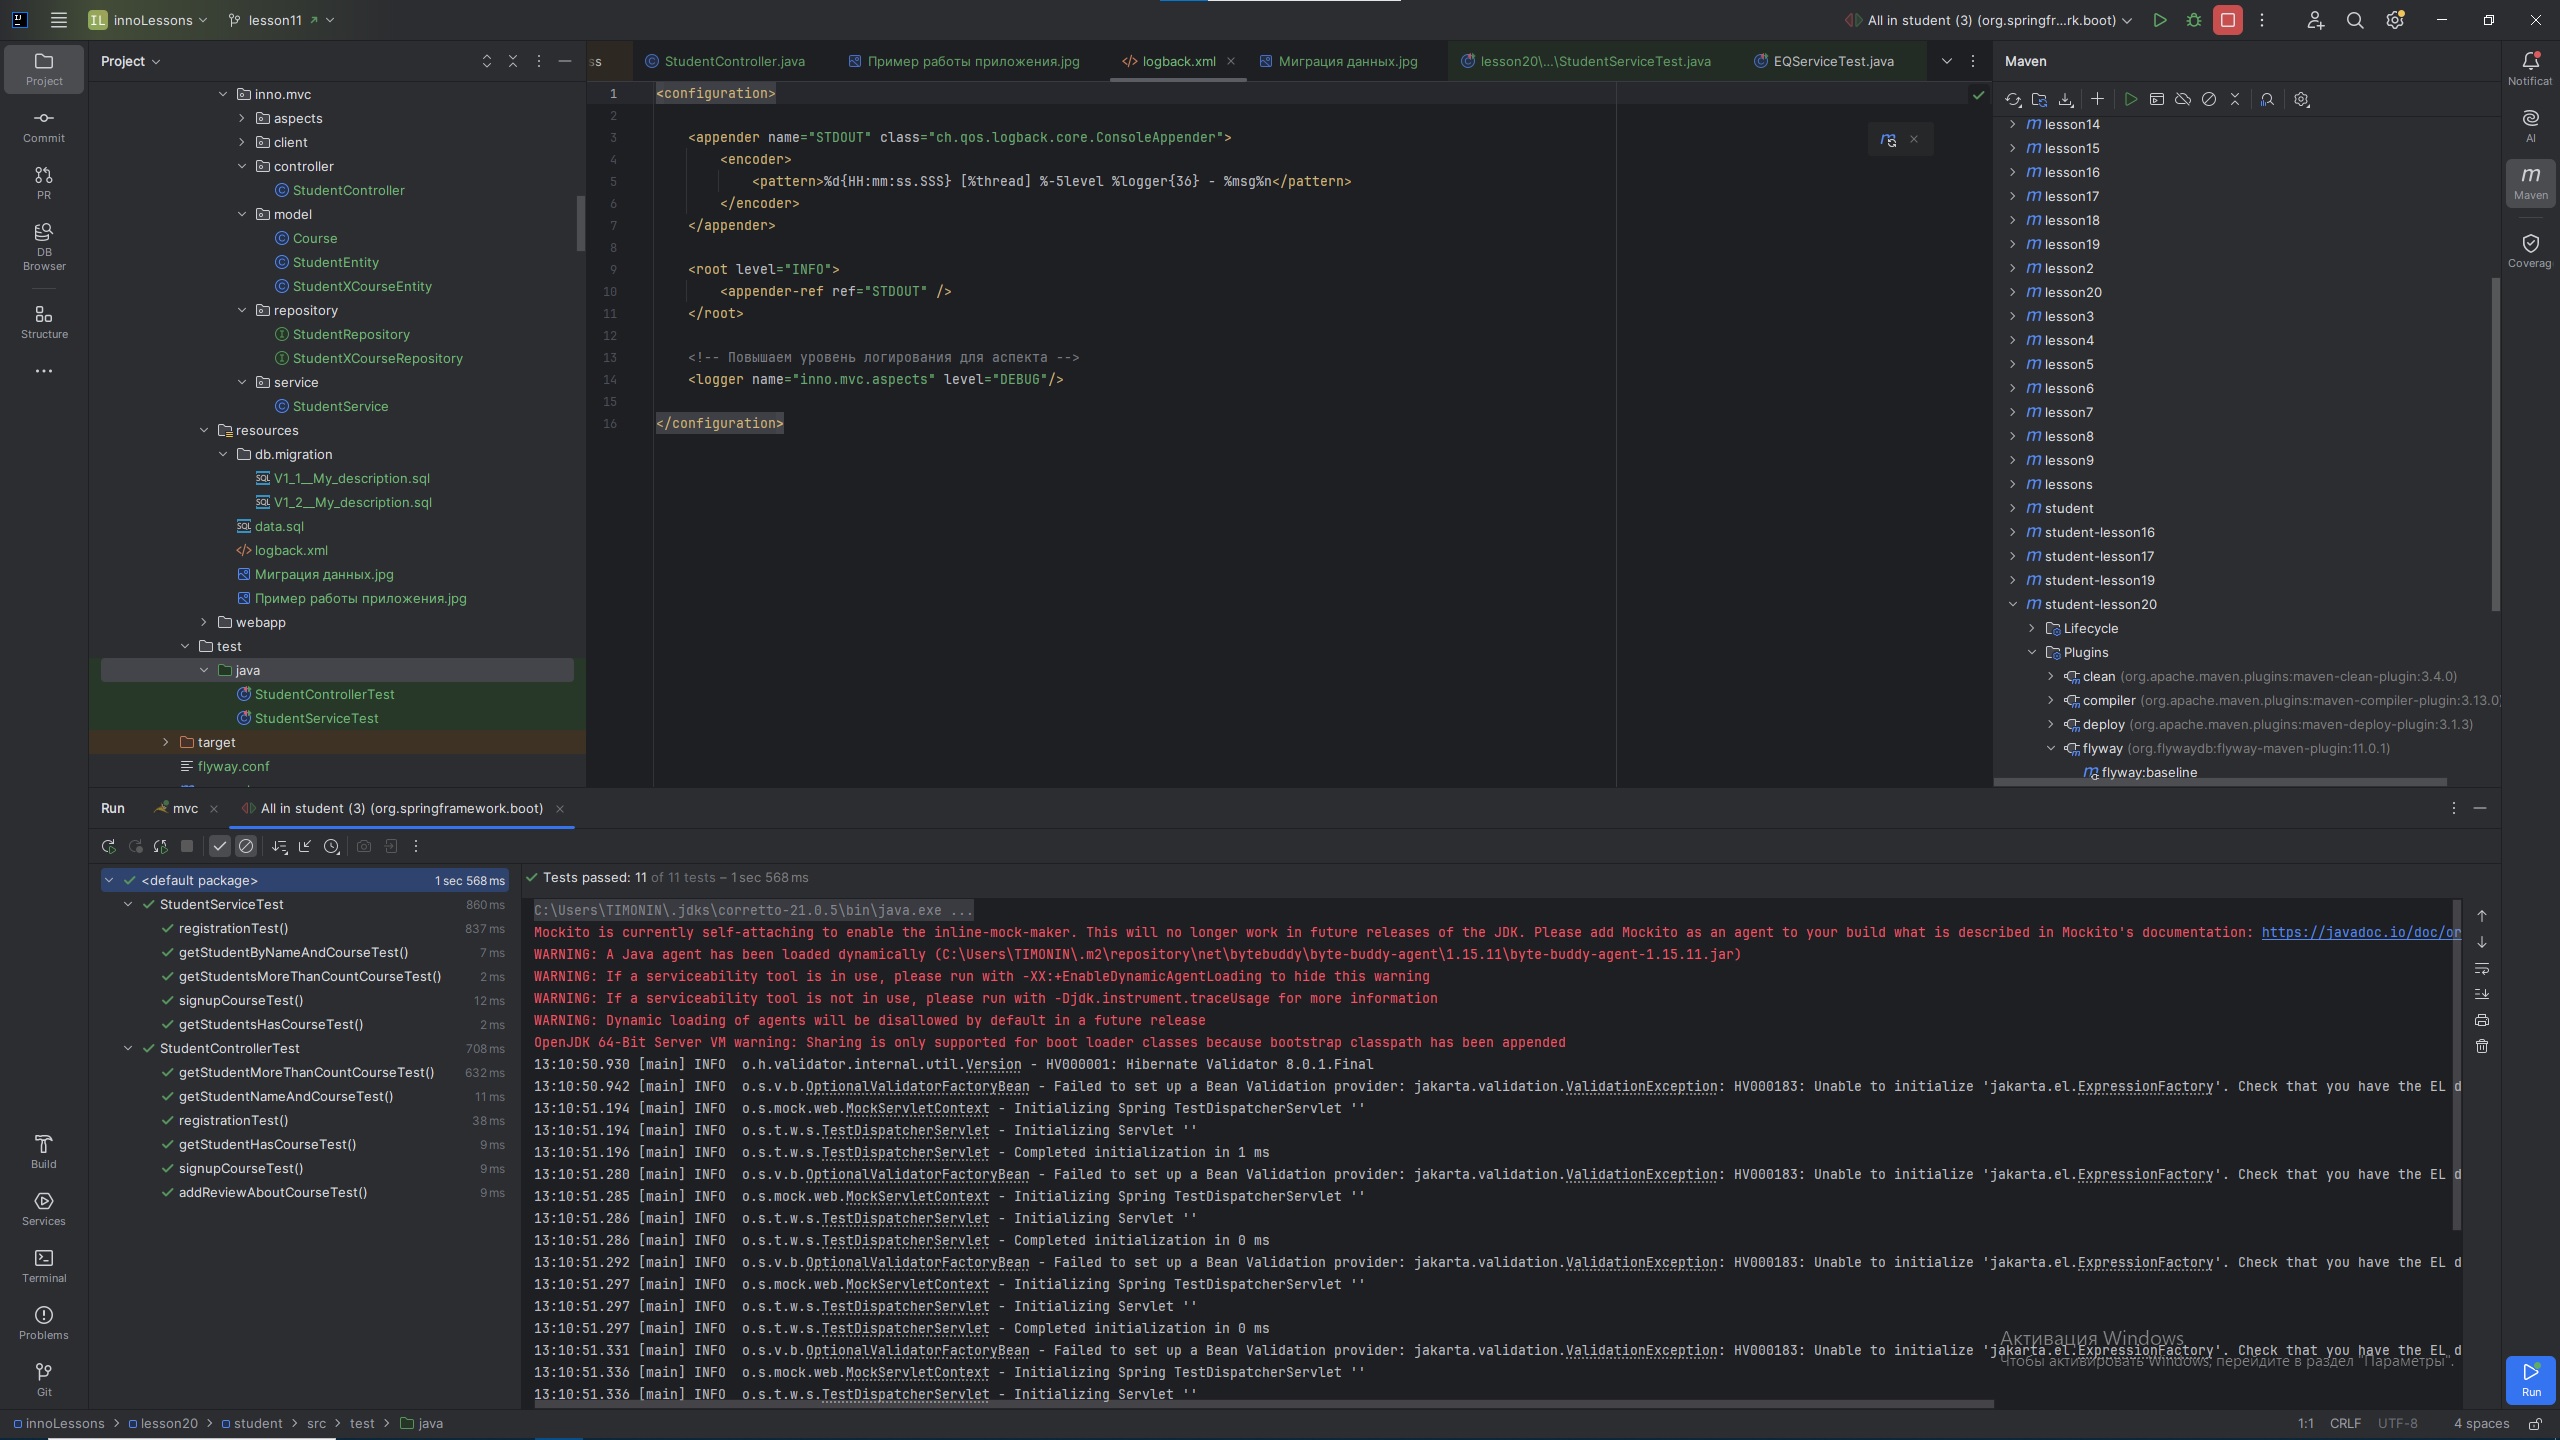 IL innoLessons
lesson11
All in student (3) (org.springfr...rk.boot)
Project
Commit
PR
DB Browser
Structure
Build
Services
Terminal
Problems
Git
Project
inno.mvc
aspects
client
controller
StudentController
model
Course
StudentEntity
StudentXCourseEntity
repository
StudentRepository
StudentXCourseRepository
service
StudentService
resources
db.migration
V1_1__My_description.sql
V1_2__My_description.sql
data.sql
logback.xml
Миграция данных.jpg
Пример работы приложения.jpg
webapp
test
java
StudentControllerTest
StudentServiceTest
target
flyway.conf
ss
StudentController.java
Пример работы приложения.jpg
logback.xml
Миграция данных.jpg
lesson20\...\StudentServiceTest.java
EQServiceTest.java
1 <configuration>
2
3 <appender name="STDOUT" class="ch.qos.logback.core.ConsoleAppender">
4 <encoder>
5 <pattern>%d{HH:mm:ss.SSS} [%thread] %-5level %logger{36} - %msg%n</pattern>
6 </encoder>
7 </appender>
8
9 <root level="INFO">
10 <appender-ref ref="STDOUT" />
11 </root>
12
13 <!-- Повышаем уровень логирования для аспекта -->
14 <logger name="inno.mvc.aspects" level="DEBUG"/>
15
16 </configuration>
Maven
lesson14
lesson15
lesson16
lesson17
lesson18
lesson19
lesson2
lesson20
lesson3
lesson4
lesson5
lesson6
lesson7
lesson8
lesson9
lessons
student
student-lesson16
student-lesson17
student-lesson19
student-lesson20
Lifecycle
Plugins
clean (org.apache.maven.plugins:maven-clean-plugin:3.4.0)
compiler (org.apache.maven.plugins:maven-compiler-plugin:3.13.0
deploy (org.apache.maven.plugins:maven-deploy-plugin:3.1.3)
flyway (org.flywaydb:flyway-maven-plugin:11.0.1)
flyway:baseline
Notificat
AI
Maven
Coverag
Run
Run
mvc
All in student (3) (org.springframework.boot)
<default package> 1 sec 568 ms
StudentServiceTest 860 ms
registrationTest() 837 ms
getStudentByNameAndCourseTest() 7 ms
getStudentsMoreThanCountCourseTest() 2 ms
signupCourseTest() 12 ms
getStudentsHasCourseTest() 2 ms
StudentControllerTest 708 ms
getStudentMoreThanCountCourseTest() 632 ms
getStudentNameAndCourseTest() 11 ms
registrationTest() 38 ms
getStudentHasCourseTest() 9 ms
signupCourseTest() 9 ms
addReviewAboutCourseTest() 9 ms
Tests passed: 11 of 11 tests – 1 sec 568 ms
C:\Users\TIMONIN\.jdks\corretto-21.0.5\bin\java.exe ...
Mockito is currently self-attaching to enable the inline-mock-maker. This will no longer work in future releases of the JDK. Please add Mockito as an agent to your build what is described in Mockito's documentation: https://javadoc.io/doc/or
WARNING: A Java agent has been loaded dynamically (C:\Users\TIMONIN\.m2\repository\net\bytebuddy\byte-buddy-agent\1.15.11\byte-buddy-agent-1.15.11.jar)
WARNING: If a serviceability tool is in use, please run with -XX:+EnableDynamicAgentLoading to hide this warning
WARNING: If a serviceability tool is not in use, please run with -Djdk.instrument.traceUsage for more information
WARNING: Dynamic loading of agents will be disallowed by default in a future release
OpenJDK 64-Bit Server VM warning: Sharing is only supported for boot loader classes because bootstrap classpath has been appended
13:10:50.930 [main] INFO o.h.validator.internal.util.Version - HV000001: Hibernate Validator 8.0.1.Final
13:10:50.942 [main] INFO o.s.v.b.OptionalValidatorFactoryBean - Failed to set up a Bean Validation provider: jakarta.validation.ValidationException: HV000183: Unable to initialize 'jakarta.el.ExpressionFactory'. Check that you have the EL d
13:10:51.194 [main] INFO o.s.mock.web.MockServletContext - Initializing Spring TestDispatcherServlet ''
13:10:51.194 [main] INFO o.s.t.w.s.TestDispatcherServlet - Initializing Servlet ''
13:10:51.196 [main] INFO o.s.t.w.s.TestDispatcherServlet - Completed initialization in 1 ms
13:10:51.280 [main] INFO o.s.v.b.OptionalValidatorFactoryBean - Failed to set up a Bean Validation provider: jakarta.validation.ValidationException: HV000183: Unable to initialize 'jakarta.el.ExpressionFactory'. Check that you have the EL d
13:10:51.285 [main] INFO o.s.mock.web.MockServletContext - Initializing Spring TestDispatcherServlet ''
13:10:51.286 [main] INFO o.s.t.w.s.TestDispatcherServlet - Initializing Servlet ''
13:10:51.286 [main] INFO o.s.t.w.s.TestDispatcherServlet - Completed initialization in 0 ms
13:10:51.292 [main] INFO o.s.v.b.OptionalValidatorFactoryBean - Failed to set up a Bean Validation provider: jakarta.validation.ValidationException: HV000183: Unable to initialize 'jakarta.el.ExpressionFactory'. Check that you have the EL d
13:10:51.297 [main] INFO o.s.mock.web.MockServletContext - Initializing Spring TestDispatcherServlet ''
13:10:51.297 [main] INFO o.s.t.w.s.TestDispatcherServlet - Initializing Servlet ''
13:10:51.297 [main] INFO o.s.t.w.s.TestDispatcherServlet - Completed initialization in 0 ms
13:10:51.331 [main] INFO o.s.v.b.OptionalValidatorFactoryBean - Failed to set up a Bean Validation provider: jakarta.validation.ValidationException: HV000183: Unable to initialize 'jakarta.el.ExpressionFactory'. Check that you have the EL d
13:10:51.336 [main] INFO o.s.mock.web.MockServletContext - Initializing Spring TestDispatcherServlet ''
13:10:51.336 [main] INFO o.s.t.w.s.TestDispatcherServlet - Initializing Servlet ''
Активация Windows
Чтобы активировать Windows, перейдите в раздел "Параметры".
innoLessons > lesson20 > student > src > test > java
1:1 CRLF UTF-8 4 spaces